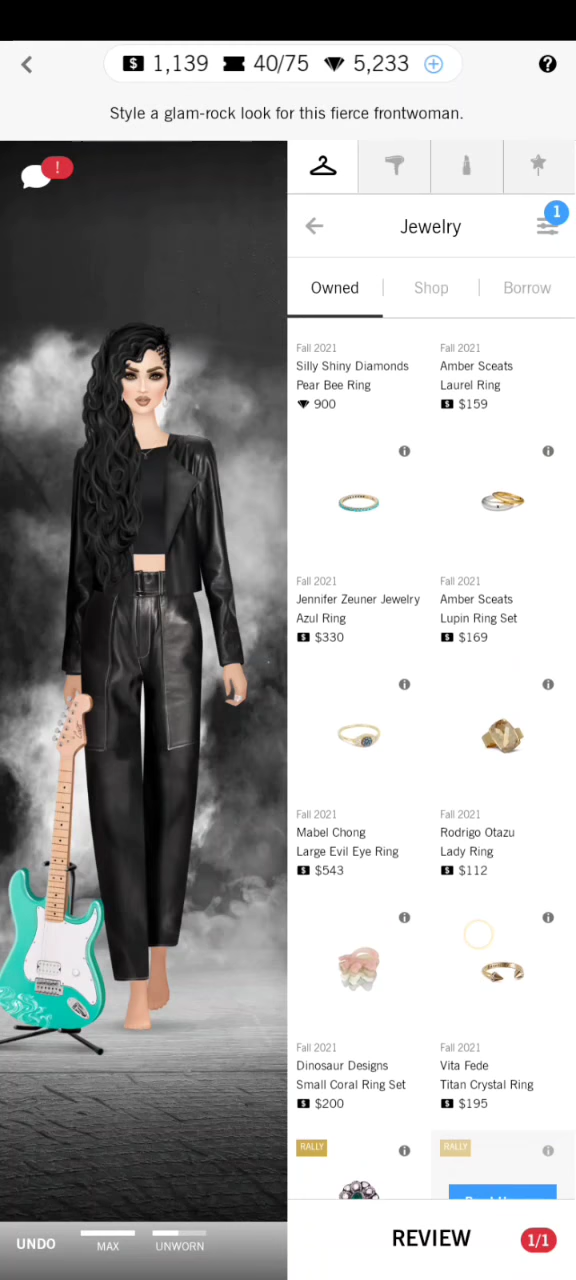 1,139 40/75 5,233
Style a glam-rock look for this fierce frontwoman.
!
1
Jewelry
Owned Shop Borrow
Fall 2021
Silly Shiny Diamonds
Pear Bee Ring
900
Fall 2021
Amber Sceats
Laurel Ring
$159
Fall 2021
Jennifer Zeuner Jewelry
Azul Ring
$330
Fall 2021
Amber Sceats
Lupin Ring Set
$169
Fall 2021
Mabel Chong
Large Evil Eye Ring
$543
Fall 2021
Rodrigo Otazu
Lady Ring
$112
Fall 2021
Dinosaur Designs
Small Coral Ring Set
$200
Fall 2021
Vita Fede
Titan Crystal Ring
$195
RALLY
RALLY
UNDO
MAX
UNWORN
REVIEW
1/1